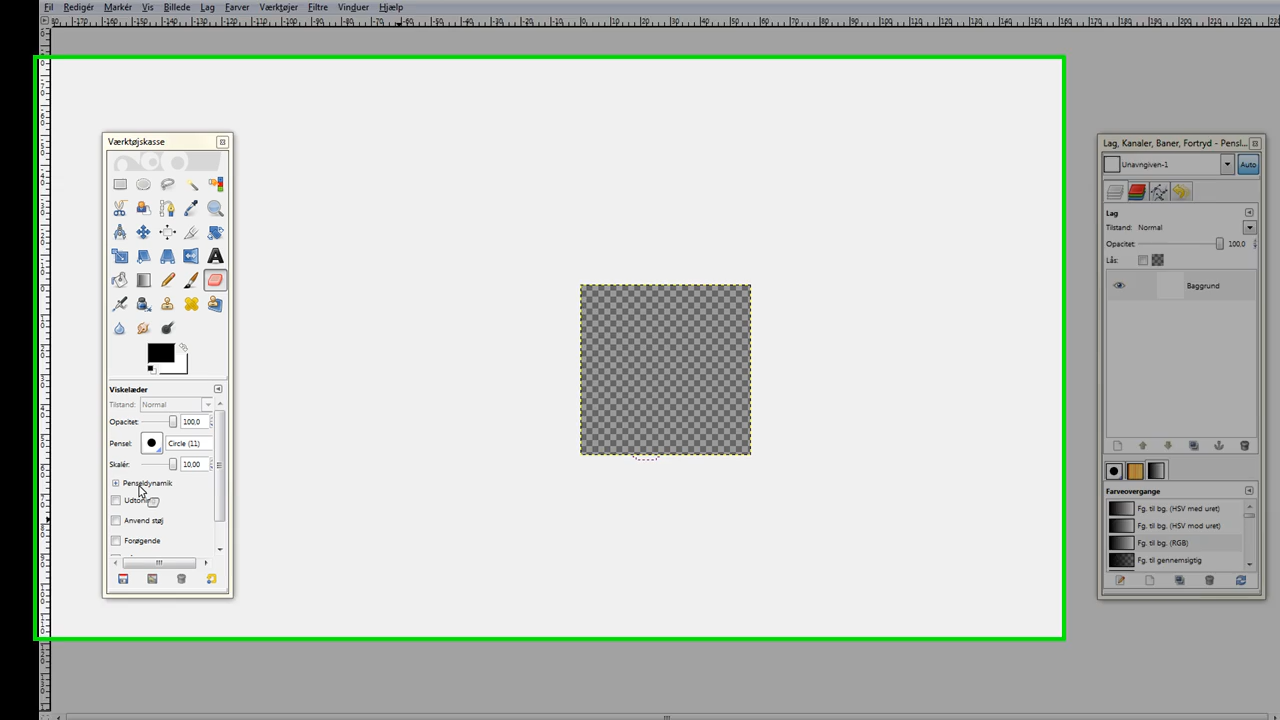 Fil Redigér Markér Vis Billede Lag Farver Værktøjer Filtre Vinduer Hjælp
Værktøjskasse
Viskelæder
Tilstand: Normal
Opacitet: 100,0
Pensel: Circle (11)
Skalér: 10,00
Penseldynamik
Anvend støj
Forøgende
Lag, Kanaler, Baner, Fortryd - Pensl...
Unavngiven-1 Auto
Lag
Tilstand: Normal
Opacitet: 100,0
Lås:
Baggrund
Farveovergange
Fg. til bg. (HSV med uret)
Fg. til bg. (HSV mod uret)
Fg. til bg. (RGB)
Fg. til gennemsigtig